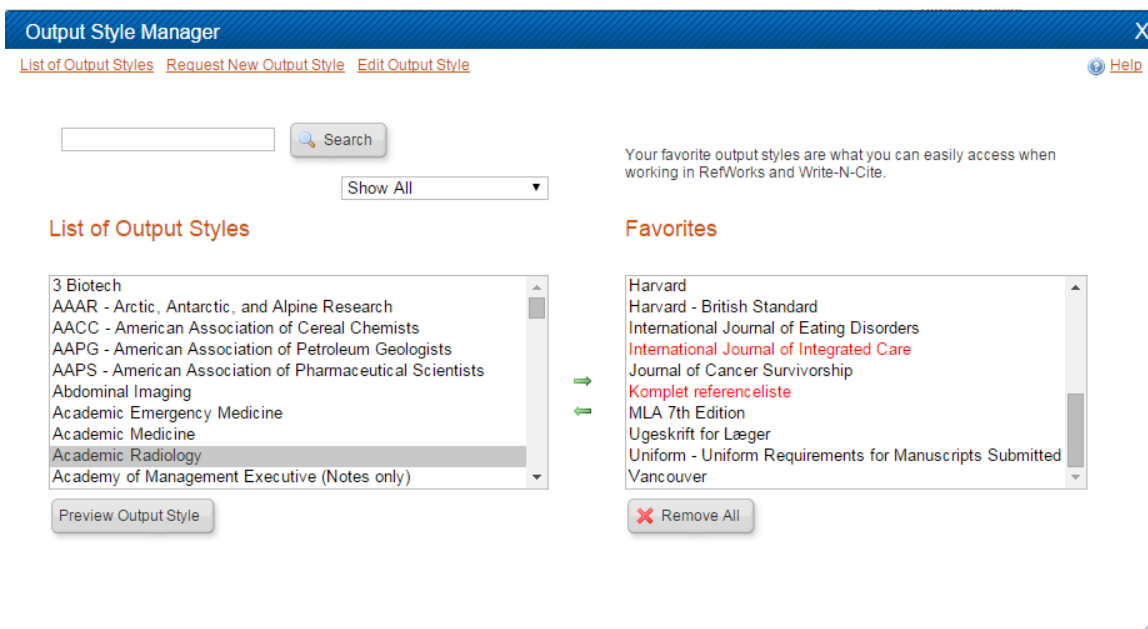 Output Style Manager X
List of Output Styles Request New Output Style Edit Output Style Help
Search
Your favorite output styles are what you can easily access when
working in RefWorks and Write-N-Cite.
Show All
List of Output Styles
3 Biotech
AAAR - Arctic, Antarctic, and Alpine Research
AACC - American Association of Cereal Chemists
AAPG - American Association of Petroleum Geologists
AAPS - American Association of Pharmaceutical Scientists
Abdominal Imaging
Academic Emergency Medicine
Academic Medicine
Academic Radiology
Academy of Management Executive (Notes only)
Preview Output Style
Favorites
Harvard
Harvard - British Standard
International Journal of Eating Disorders
International Journal of Integrated Care
Journal of Cancer Survivorship
Komplet referenceliste
MLA 7th Edition
Ugeskrift for Læger
Uniform - Uniform Requirements for Manuscripts Submitted
Vancouver
Remove All